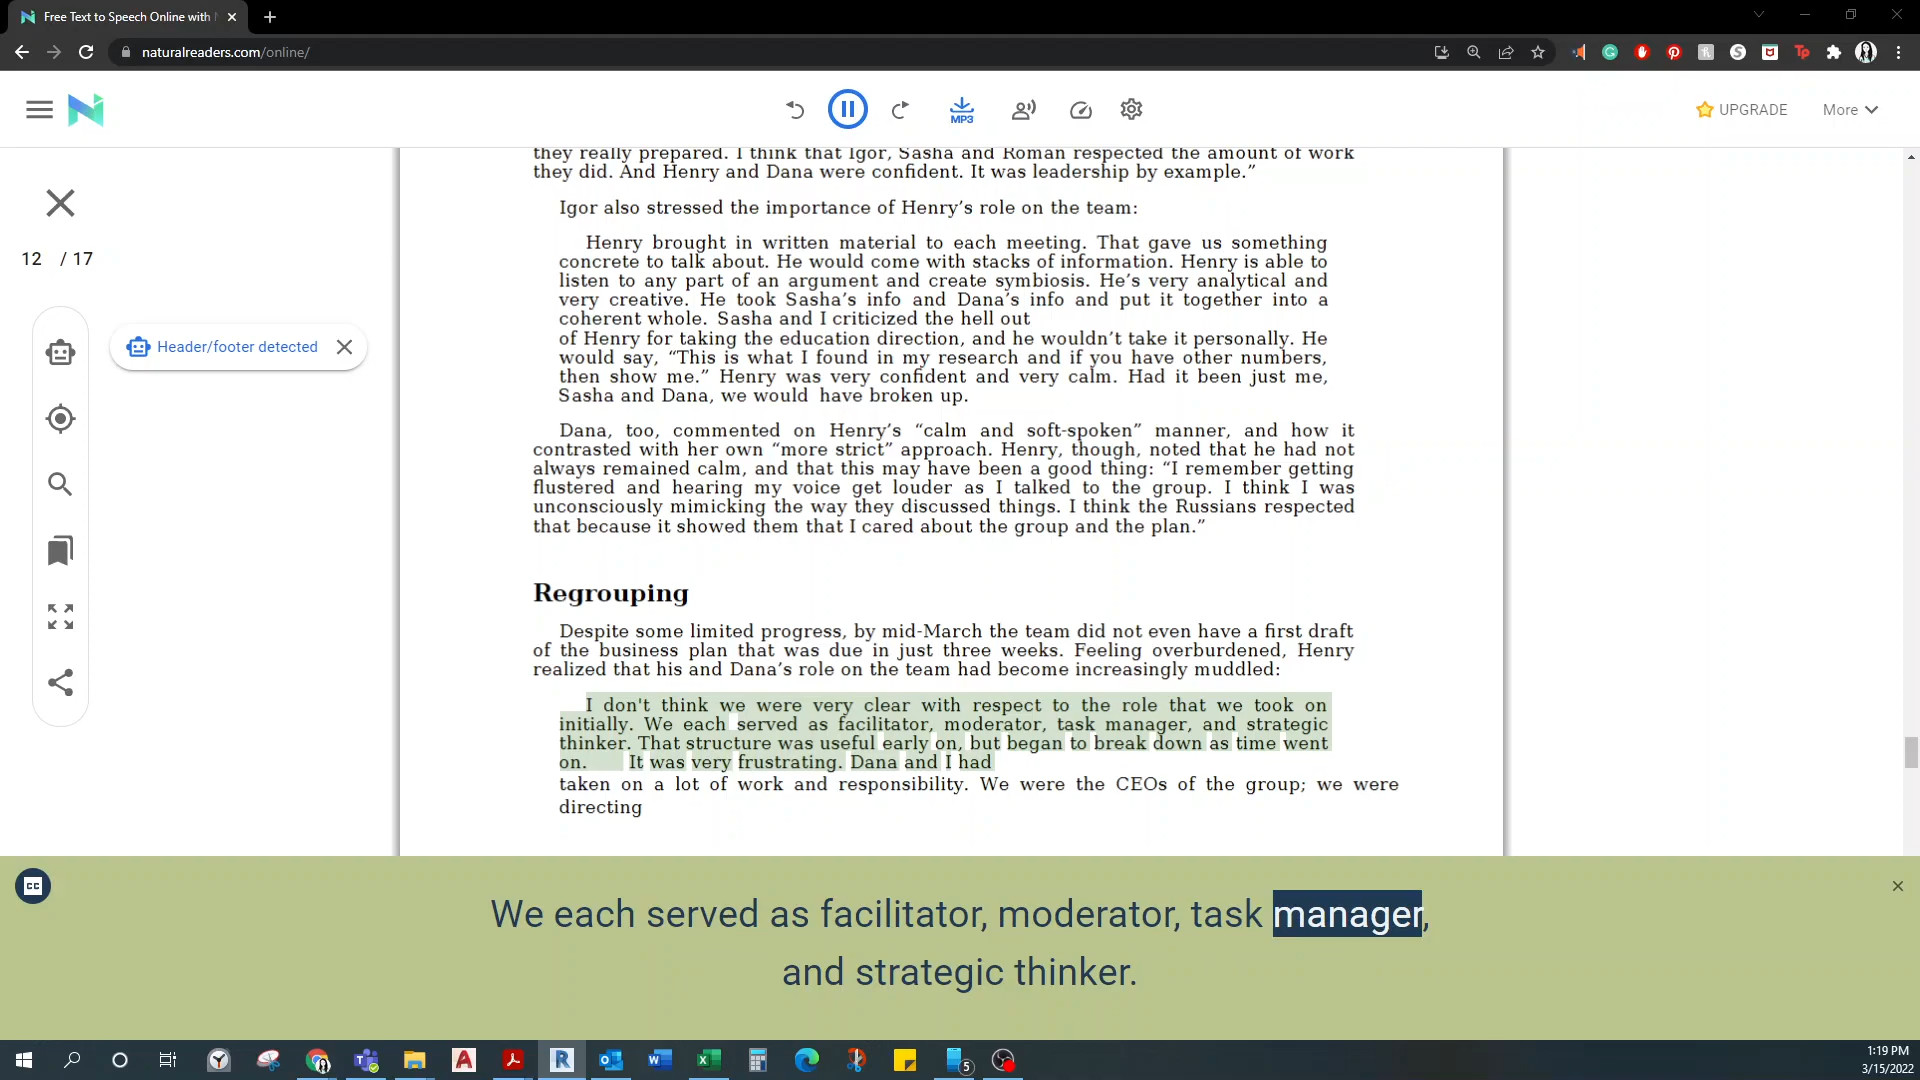 Free Text to Speech Online with
naturalreaders.com/online/
MP3
UPGRADE
More
12 / 17
Header/footer detected
they really prepared. I think that Igor, Sasha and Roman respected the amount of work
they did. And Henry and Dana were confident. It was leadership by example.”
Igor also stressed the importance of Henry’s role on the team:
Henry brought in written material to each meeting. That gave us something
concrete to talk about. He would come with stacks of information. Henry is able to
listen to any part of an argument and create symbiosis. He’s very analytical and
very creative. He took Sasha’s info and Dana’s info and put it together into a
coherent whole. Sasha and I criticized the hell out
of Henry for taking the education direction, and he wouldn’t take it personally. He
would say, “This is what I found in my research and if you have other numbers,
then show me.” Henry was very confident and very calm. Had it been just me,
Sasha and Dana, we would have broken up.
Dana, too, commented on Henry’s “calm and soft-spoken” manner, and how it
contrasted with her own “more strict” approach. Henry, though, noted that he had not
always remained calm, and that this may have been a good thing: “I remember getting
flustered and hearing my voice get louder as I talked to the group. I think I was
unconsciously mimicking the way they discussed things. I think the Russians respected
that because it showed them that I cared about the group and the plan.”
Regrouping
Despite some limited progress, by mid-March the team did not even have a first draft
of the business plan that was due in just three weeks. Feeling overburdened, Henry
realized that his and Dana’s role on the team had become increasingly muddled:
I don't think we were very clear with respect to the role that we took on
initially. We each served as facilitator, moderator, task manager, and strategic
thinker. That structure was useful early on, but began to break down as time went
on. It was very frustrating. Dana and I had
taken on a lot of work and responsibility. We were the CEOs of the group; we were
directing
CC
We each served as facilitator, moderator, task manager,
and strategic thinker.
5
1:19 PM
3/15/2022